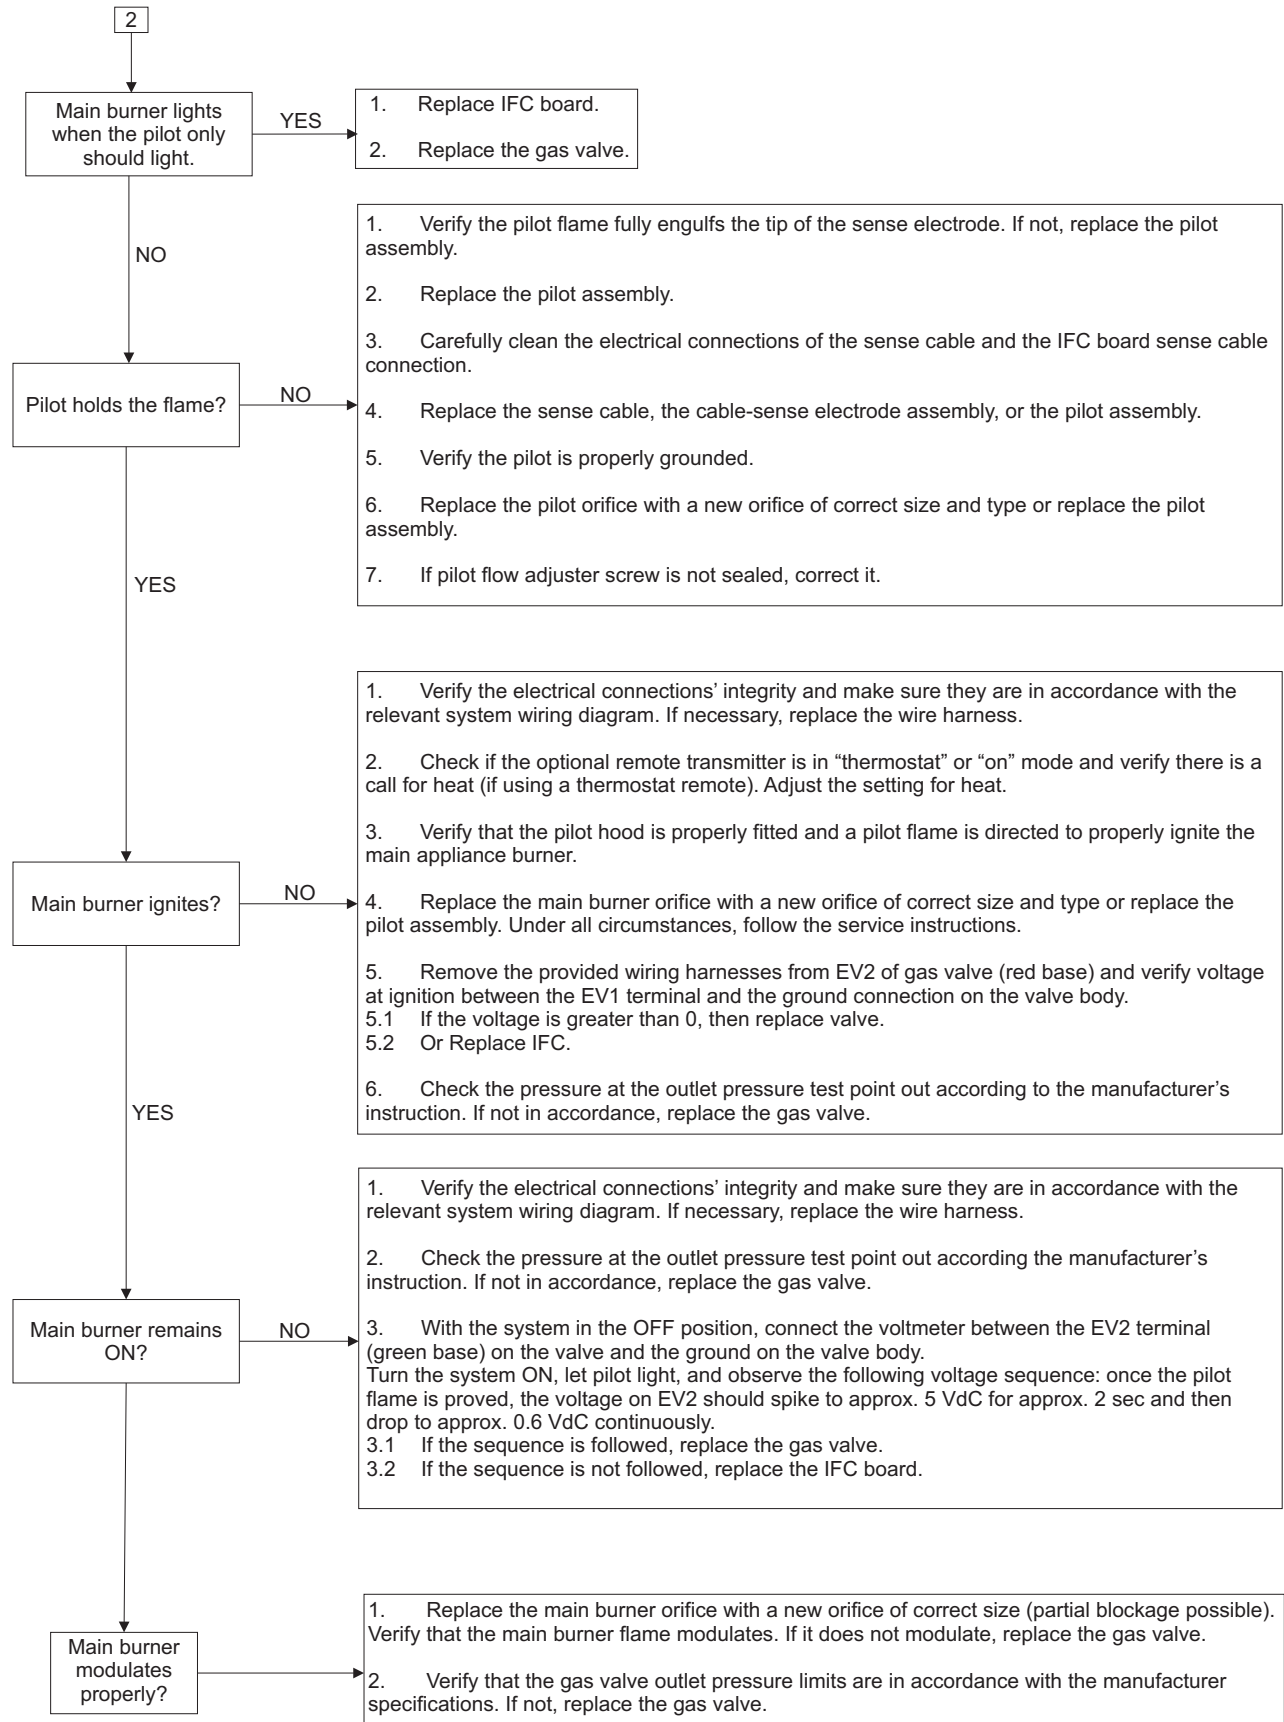 2
Main burner lights
when the pilot only
should light.
YES
1. Replace IFC board.
2. Replace the gas valve.
NO
1. Verify the pilot flame fully engulfs the tip of the sense electrode. If not, replace the pilot
assembly.
2. Replace the pilot assembly.
3. Carefully clean the electrical connections of the sense cable and the IFC board sense cable
connection.
4. Replace the sense cable, the cable-sense electrode assembly, or the pilot assembly.
5. Verify the pilot is properly grounded.
6. Replace the pilot orifice with a new orifice of correct size and type or replace the pilot
assembly.
7. If pilot flow adjuster screw is not sealed, correct it.
Pilot holds the flame?
NO
YES
1. Verify the electrical connections’ integrity and make sure they are in accordance with the
relevant system wiring diagram. If necessary, replace the wire harness.
2. Check if the optional remote transmitter is in “thermostat” or “on” mode and verify there is a
call for heat (if using a thermostat remote). Adjust the setting for heat.
3. Verify that the pilot hood is properly fitted and a pilot flame is directed to properly ignite the
main appliance burner.
4. Replace the main burner orifice with a new orifice of correct size and type or replace the
pilot assembly. Under all circumstances, follow the service instructions.
5. Remove the provided wiring harnesses from EV2 of gas valve (red base) and verify voltage
at ignition between the EV1 terminal and the ground connection on the valve body.
5.1 If the voltage is greater than 0, then replace valve.
5.2 Or Replace IFC.
6. Check the pressure at the outlet pressure test point out according to the manufacturer’s
instruction. If not in accordance, replace the gas valve.
Main burner ignites?
NO
YES
1. Verify the electrical connections’ integrity and make sure they are in accordance with the
relevant system wiring diagram. If necessary, replace the wire harness.
2. Check the pressure at the outlet pressure test point out according the manufacturer’s
instruction. If not in accordance, replace the gas valve.
3. With the system in the OFF position, connect the voltmeter between the EV2 terminal
(green base) on the valve and the ground on the valve body.
Turn the system ON, let pilot light, and observe the following voltage sequence: once the pilot
flame is proved, the voltage on EV2 should spike to approx. 5 VdC for approx. 2 sec and then
drop to approx. 0.6 VdC continuously.
3.1 If the sequence is followed, replace the gas valve.
3.2 If the sequence is not followed, replace the IFC board.
Main burner remains
ON?
NO
1. Replace the main burner orifice with a new orifice of correct size (partial blockage possible).
Verify that the main burner flame modulates. If it does not modulate, replace the gas valve.
2. Verify that the gas valve outlet pressure limits are in accordance with the manufacturer
specifications. If not, replace the gas valve.
Main burner
modulates
properly?